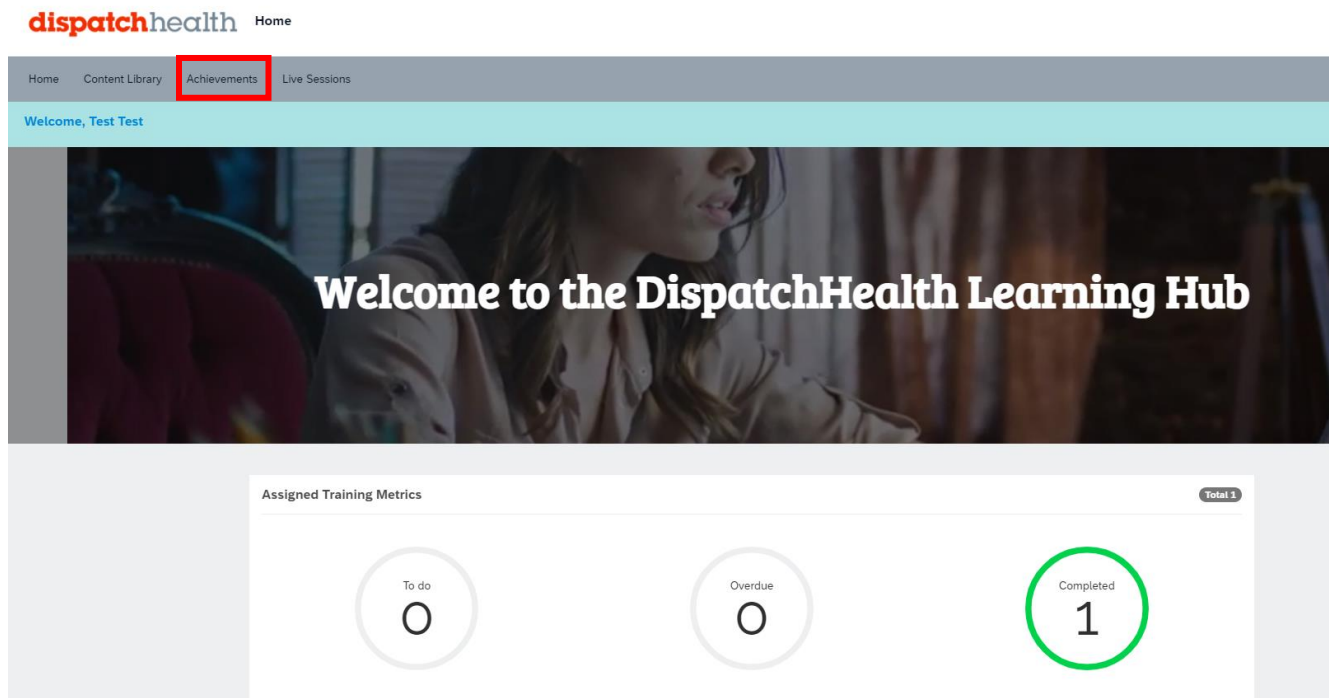 dispatchhealth Home
Home Content Library Achievements Live Sessions
Welcome, Test Test
Welcome to the DispatchHealth Learning Hub
Assigned Training Metrics Total 1
To do Overdue Completed
0 0 1